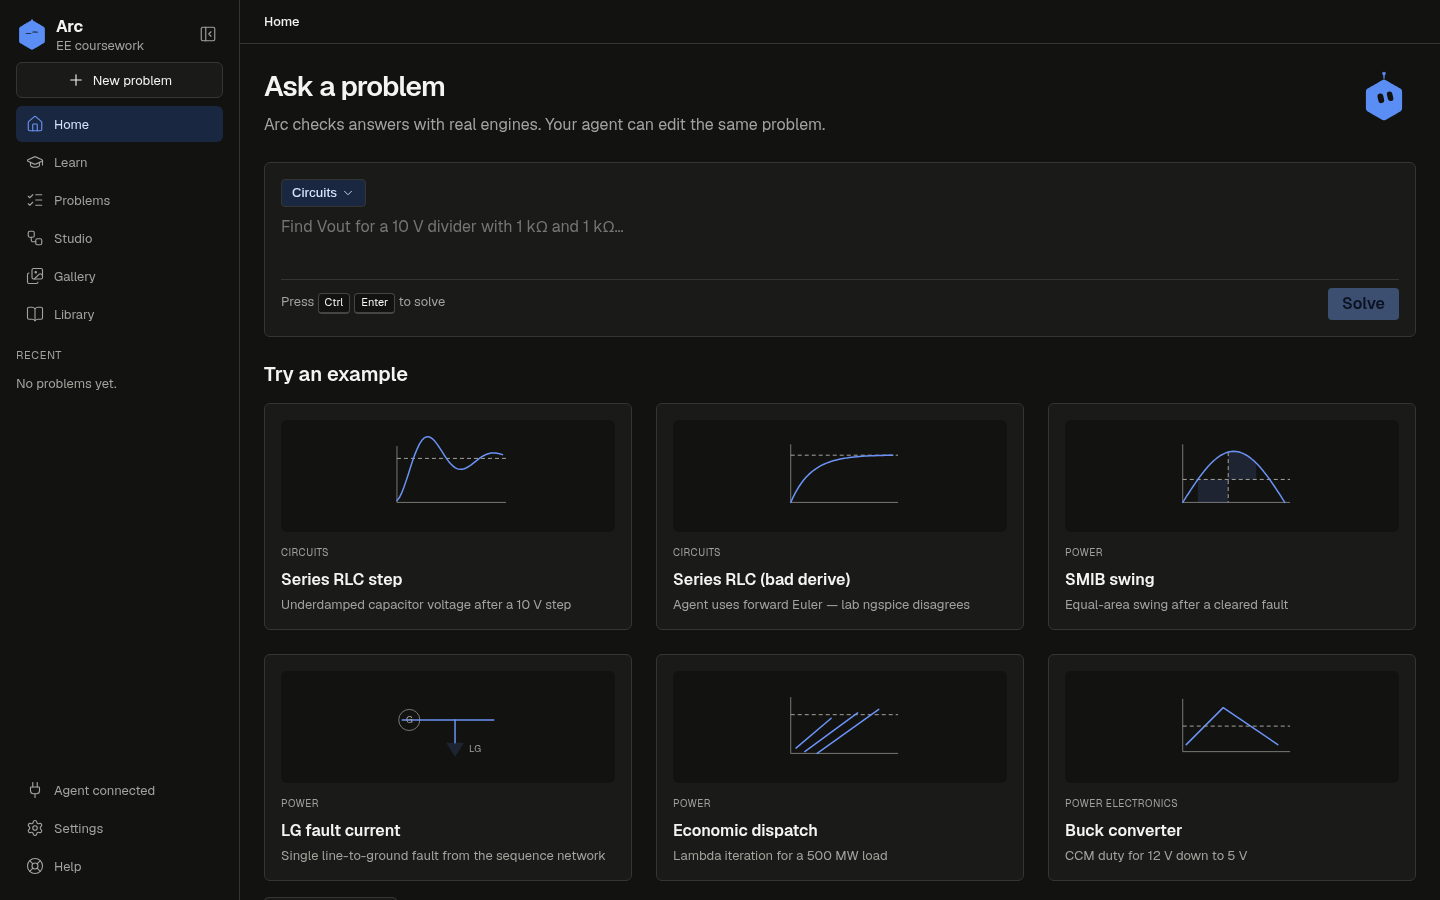 Arc
EE coursework
New problem
Home
Learn
Problems
Studio
Gallery
Library
RECENT
No problems yet.
Agent connected
Settings
Help
Home
Ask a problem
Arc checks answers with real engines. Your agent can edit the same problem.
Circuits
Find Vout for a 10 V divider with 1 kΩ and 1 kΩ...
Press Ctrl Enter to solve
Solve
Try an example
CIRCUITS
Series RLC step
Underdamped capacitor voltage after a 10 V step
CIRCUITS
Series RLC (bad derive)
Agent uses forward Euler — lab ngspice disagrees
POWER
SMIB swing
Equal-area swing after a cleared fault
G
LG
POWER
LG fault current
Single line-to-ground fault from the sequence network
POWER
Economic dispatch
Lambda iteration for a 500 MW load
POWER ELECTRONICS
Buck converter
CCM duty for 12 V down to 5 V